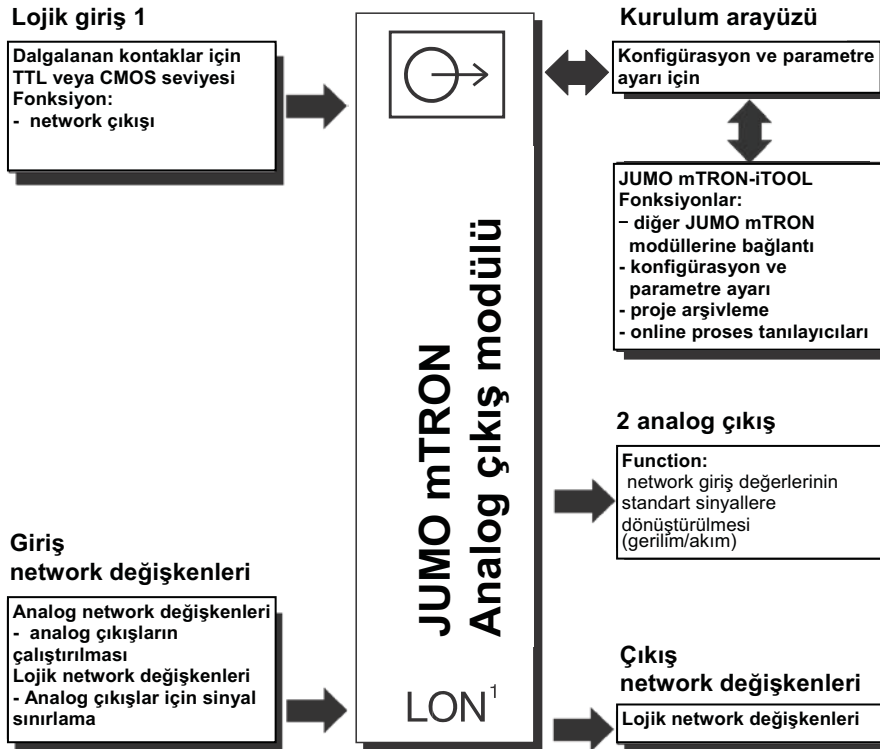 Lojik giriş 1
Dalgalanan kontaklar için
TTL veya CMOS seviyesi
Fonksiyon:
- network çıkışı
Giriş
network değişkenleri
Analog network değişkenleri
- analog çıkışların
çalıştırılması
Lojik network değişkenleri
- Analog çıkışlar için sinyal
sınırlama
JUMO mTRON
Analog çıkış modülü
LON¹
Kurulum arayüzü
Konfigürasyon ve parametre
ayarı için
JUMO mTRON-iTOOL
Fonksiyonlar:
– diğer JUMO mTRON
modüllerine bağlantı
- konfigürasyon ve
parametre ayarı
- proje arşivleme
- online proses tanılayıcıları
2 analog çıkış
Function:
network giriş değerlerinin
standart sinyallere
dönüştürülmesi
(gerilim/akım)
Çıkış
network değişkenleri
Lojik network değişkenleri